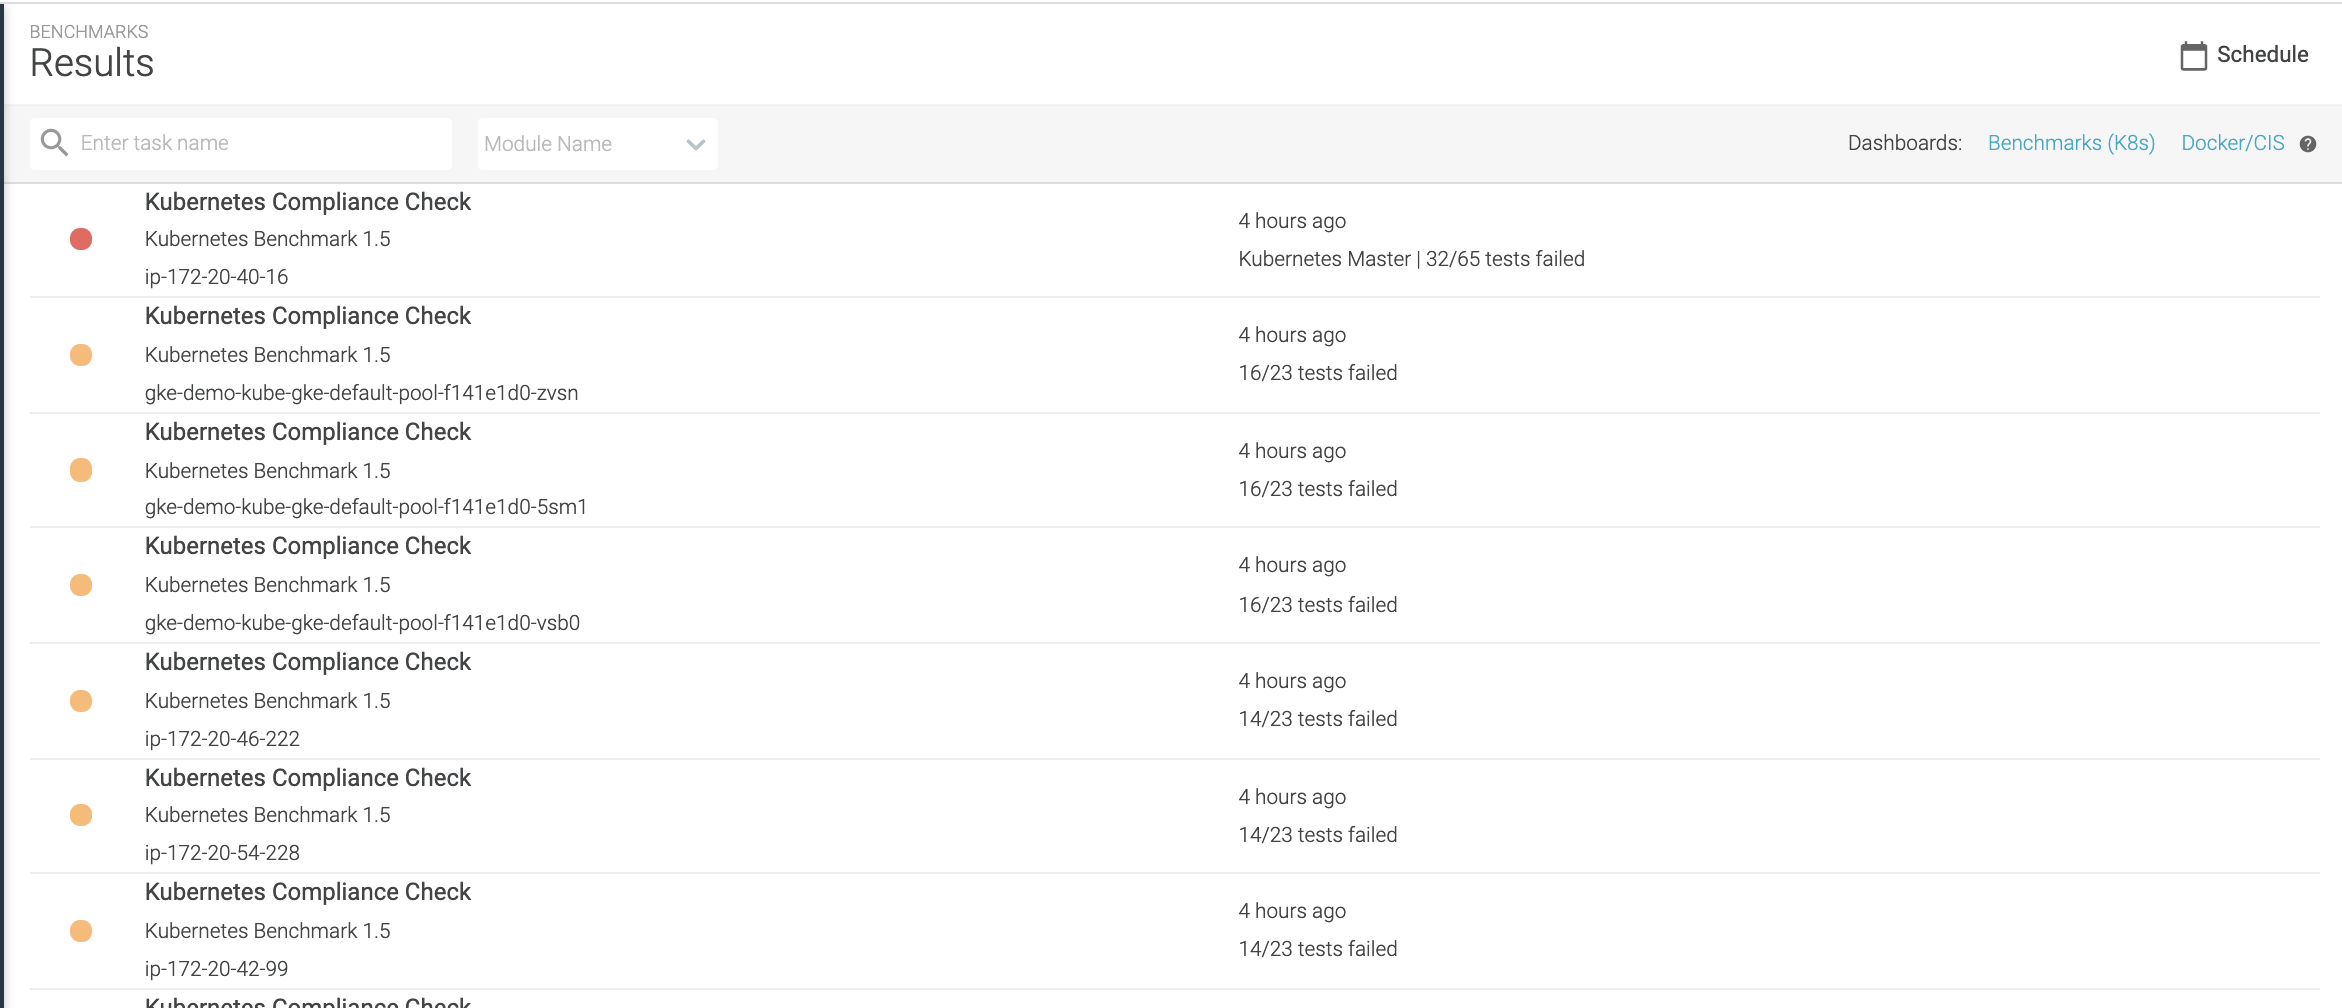 BENCHMARKS
Results
Schedule
Enter task name
Module Name
Dashboards: Benchmarks (K8s) Docker/CIS ?
Kubernetes Compliance Check
Kubernetes Benchmark 1.5
ip-172-20-40-16
4 hours ago
Kubernetes Master | 32/65 tests failed
Kubernetes Compliance Check
Kubernetes Benchmark 1.5
gke-demo-kube-gke-default-pool-f141e1d0-zvsn
4 hours ago
16/23 tests failed
Kubernetes Compliance Check
Kubernetes Benchmark 1.5
gke-demo-kube-gke-default-pool-f141e1d0-5sm1
4 hours ago
16/23 tests failed
Kubernetes Compliance Check
Kubernetes Benchmark 1.5
gke-demo-kube-gke-default-pool-f141e1d0-vsb0
4 hours ago
16/23 tests failed
Kubernetes Compliance Check
Kubernetes Benchmark 1.5
ip-172-20-46-222
4 hours ago
14/23 tests failed
Kubernetes Compliance Check
Kubernetes Benchmark 1.5
ip-172-20-54-228
4 hours ago
14/23 tests failed
Kubernetes Compliance Check
Kubernetes Benchmark 1.5
ip-172-20-42-99
4 hours ago
14/23 tests failed
Kubernetes Compliance Check